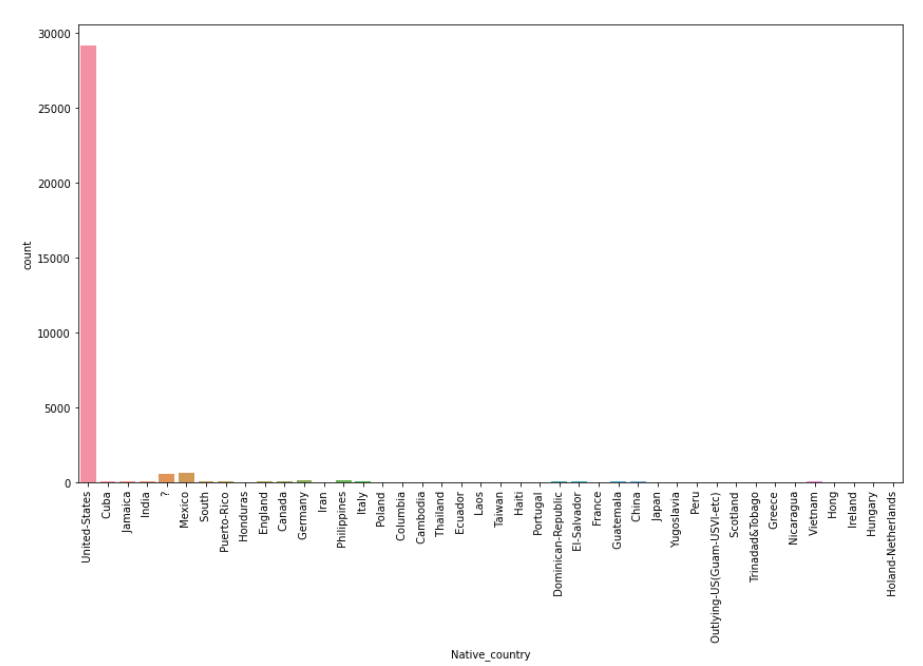 30000
25000
20000
15000
10000
5000
0
count
United-States
Cuba
Jamaica
India
?
Mexico
South
Puerto-Rico
Honduras
England
Canada
Germany
Iran
Philippines
Italy
Poland
Columbia
Cambodia
Thailand
Ecuador
Laos
Taiwan
Haiti
Portugal
Dominican-Republic
El-Salvador
France
Guatemala
China
Japan
Yugoslavia
Peru
Outlying-US(Guam-USVI-etc)
Scotland
Trinadad&Tobago
Greece
Nicaragua
Vietnam
Hong
Ireland
Hungary
Holand-Netherlands
Native_country